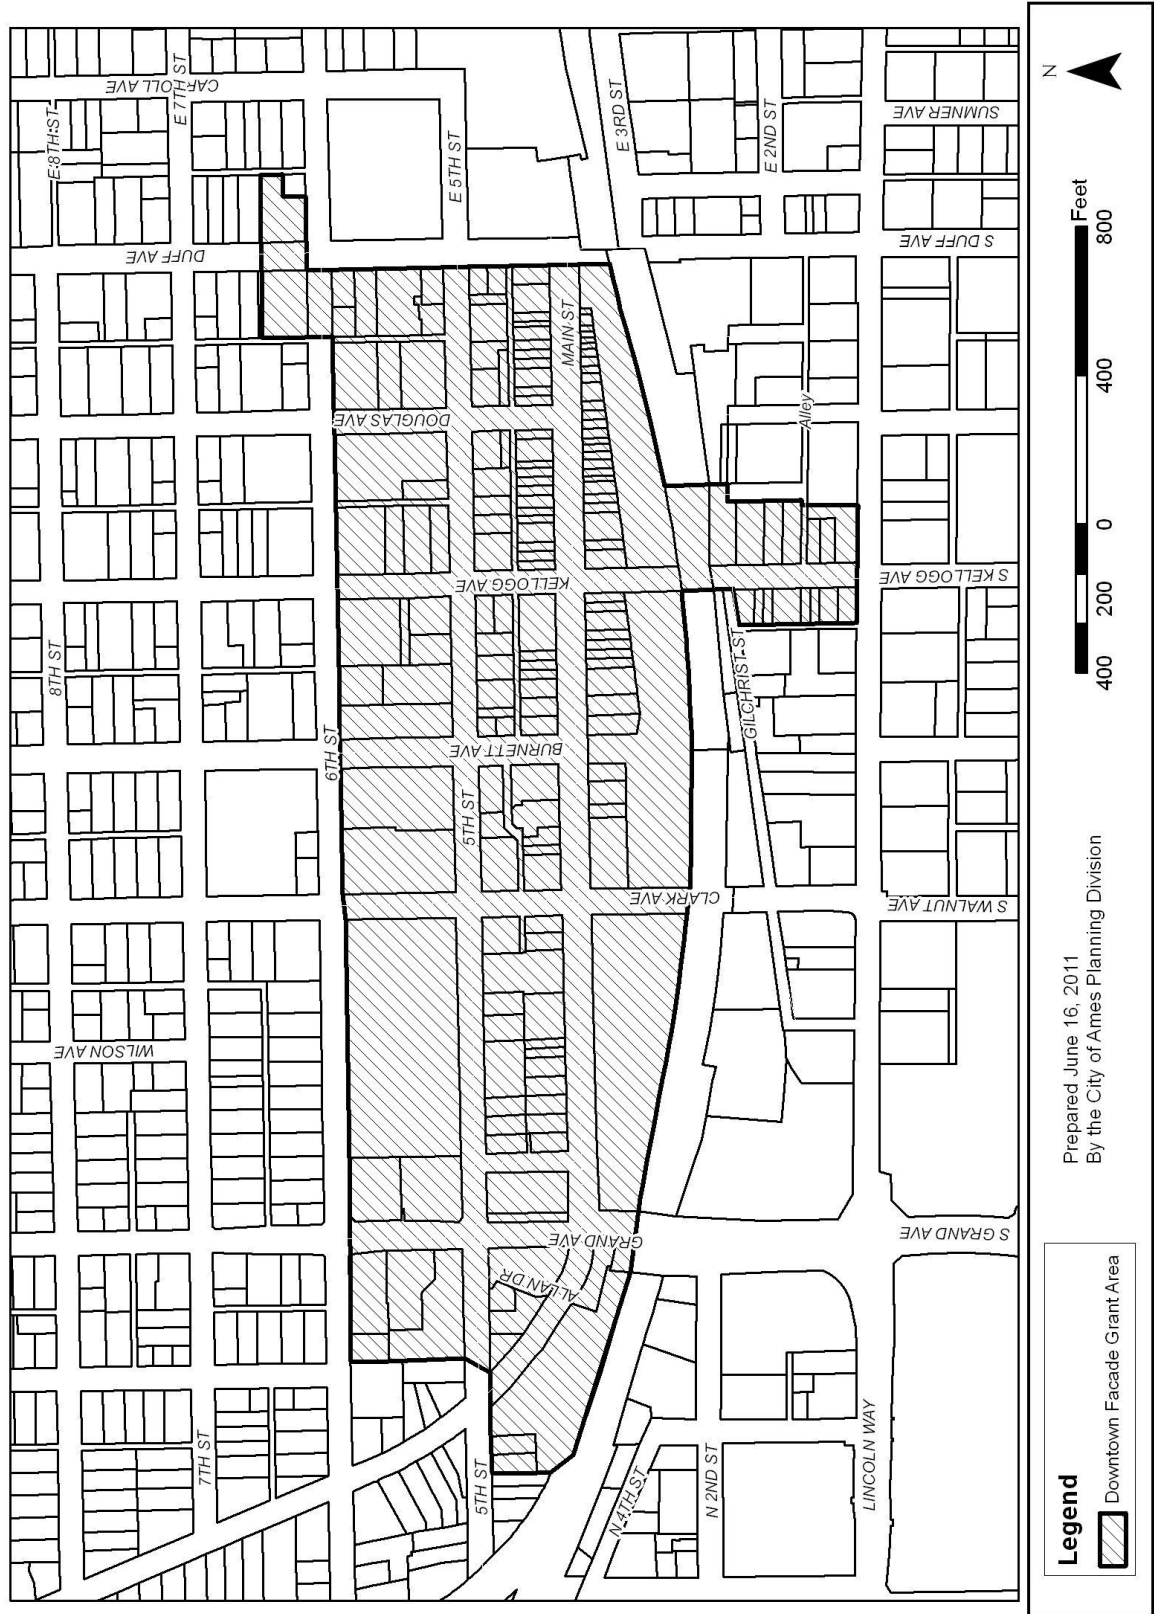 CARROLL AVE
E 7TH ST
E 8TH ST
E 5TH ST
E 3RD ST
E 2ND ST
SUMNER AVE
DUFF AVE
S DUFF AVE
MAIN ST
DOUGLAS AVE
Alley
KELLOGG AVE
S KELLOGG AVE
8TH ST
6TH ST
GILCHRIST ST
BURNETT AVE
5TH ST
CLARK AVE
S WALNUT AVE
WILSON AVE
GRAND AVE
S GRAND AVE
ALLAN DR
7TH ST
5TH ST
N 4TH ST
N 2ND ST
LINCOLN WAY
Legend
Downtown Facade Grant Area
Prepared June 16, 2011
By the City of Ames Planning Division
400 200 0 400 800
Feet
N